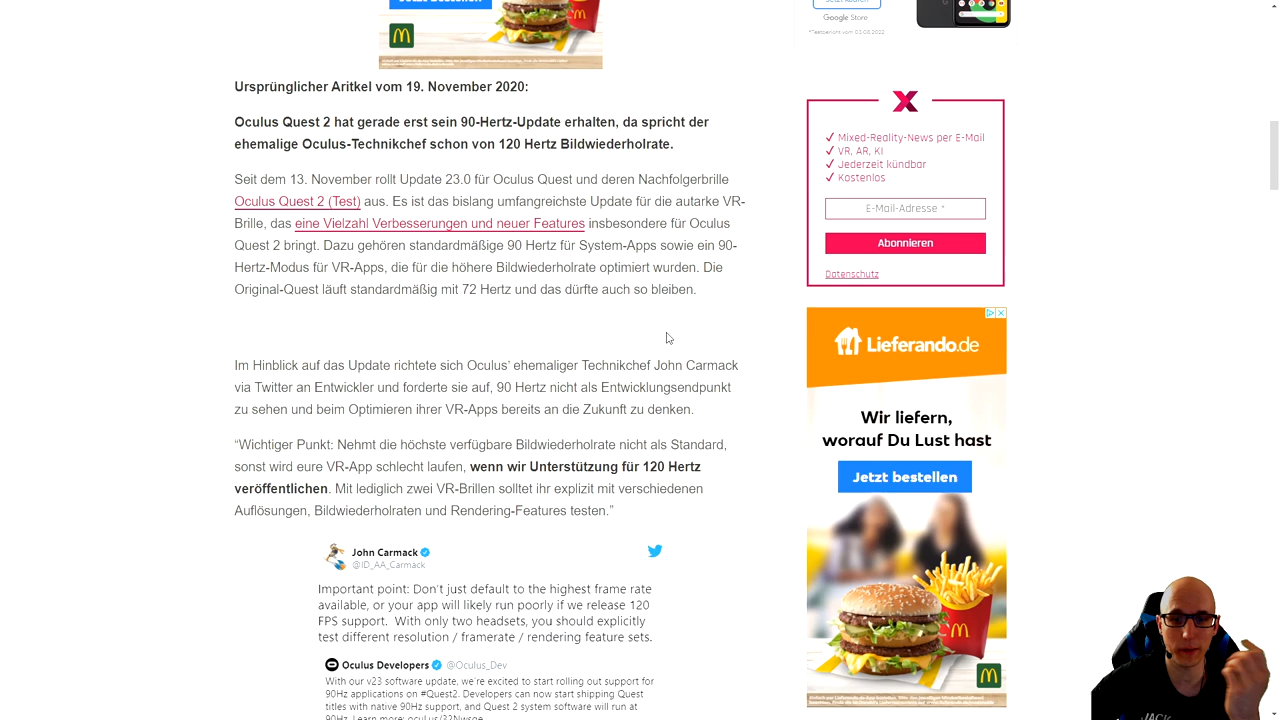 Google Store
*Testbericht vom 03.08.2022
Ursprünglicher Aritkel vom 19. November 2020:
Oculus Quest 2 hat gerade erst sein 90-Hertz-Update erhalten, da spricht der
ehemalige Oculus-Technikchef schon von 120 Hertz Bildwiederholrate.
Seit dem 13. November rollt Update 23.0 für Oculus Quest und deren Nachfolgerbrille
Oculus Quest 2 (Test) aus. Es ist das bislang umfangreichste Update für die autarke VR-
Brille, das eine Vielzahl Verbesserungen und neuer Features insbesondere für Oculus
Quest 2 bringt. Dazu gehören standardmäßige 90 Hertz für System-Apps sowie ein 90-
Hertz-Modus für VR-Apps, die für die höhere Bildwiederholrate optimiert wurden. Die
Original-Quest läuft standardmäßig mit 72 Hertz und das dürfte auch so bleiben.
Im Hinblick auf das Update richtete sich Oculus’ ehemaliger Technikchef John Carmack
via Twitter an Entwickler und forderte sie auf, 90 Hertz nicht als Entwicklungsendpunkt
zu sehen und beim Optimieren ihrer VR-Apps bereits an die Zukunft zu denken.
“Wichtiger Punkt: Nehmt die höchste verfügbare Bildwiederholrate nicht als Standard,
sonst wird eure VR-App schlecht laufen, wenn wir Unterstützung für 120 Hertz
veröffentlichen. Mit lediglich zwei VR-Brillen solltet ihr explizit mit verschiedenen
Auflösungen, Bildwiederholraten und Rendering-Features testen.”
John Carmack
@ID_AA_Carmack
Important point: Don't just default to the highest frame rate
available, or your app will likely run poorly if we release 120
FPS support. With only two headsets, you should explicitly
test different resolution / framerate / rendering feature sets.
Oculus Developers @Oculus_Dev
With our v23 software update, we're excited to start rolling out support for
90Hz applications on #Quest2. Developers can now start shipping Quest
titles with native 90Hz support, and Quest 2 system software will run at
90Hz. Learn more:
✓ Mixed-Reality-News per E-Mail
✓ VR, AR, KI
✓ Jederzeit kündbar
✓ Kostenlos
E-Mail-Adresse *
Abonnieren
Datenschutz
Lieferando.de
Wir liefern,
worauf Du Lust hast
Jetzt bestellen